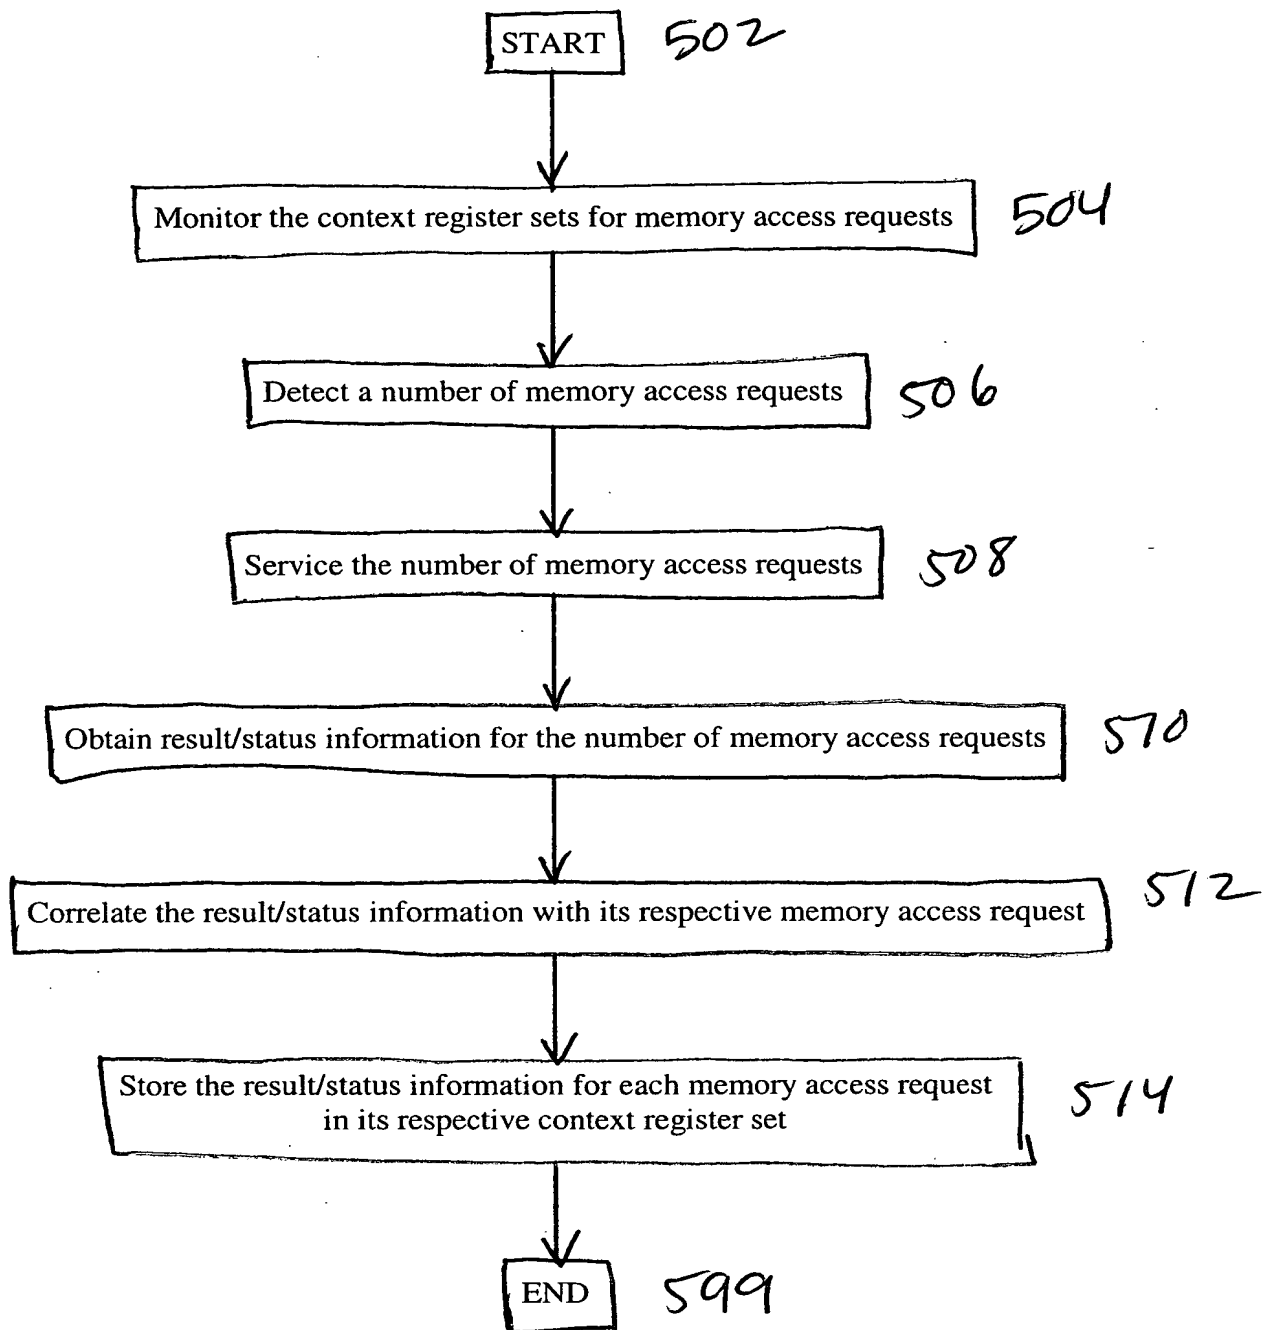 START 502
Monitor the context register sets for memory access requests 504
Detect a number of memory access requests 506
Service the number of memory access requests 508
Obtain result/status information for the number of memory access requests 510
Correlate the result/status information with its respective memory access request 512
Store the result/status information for each memory access request 514
in its respective context register set
END 599